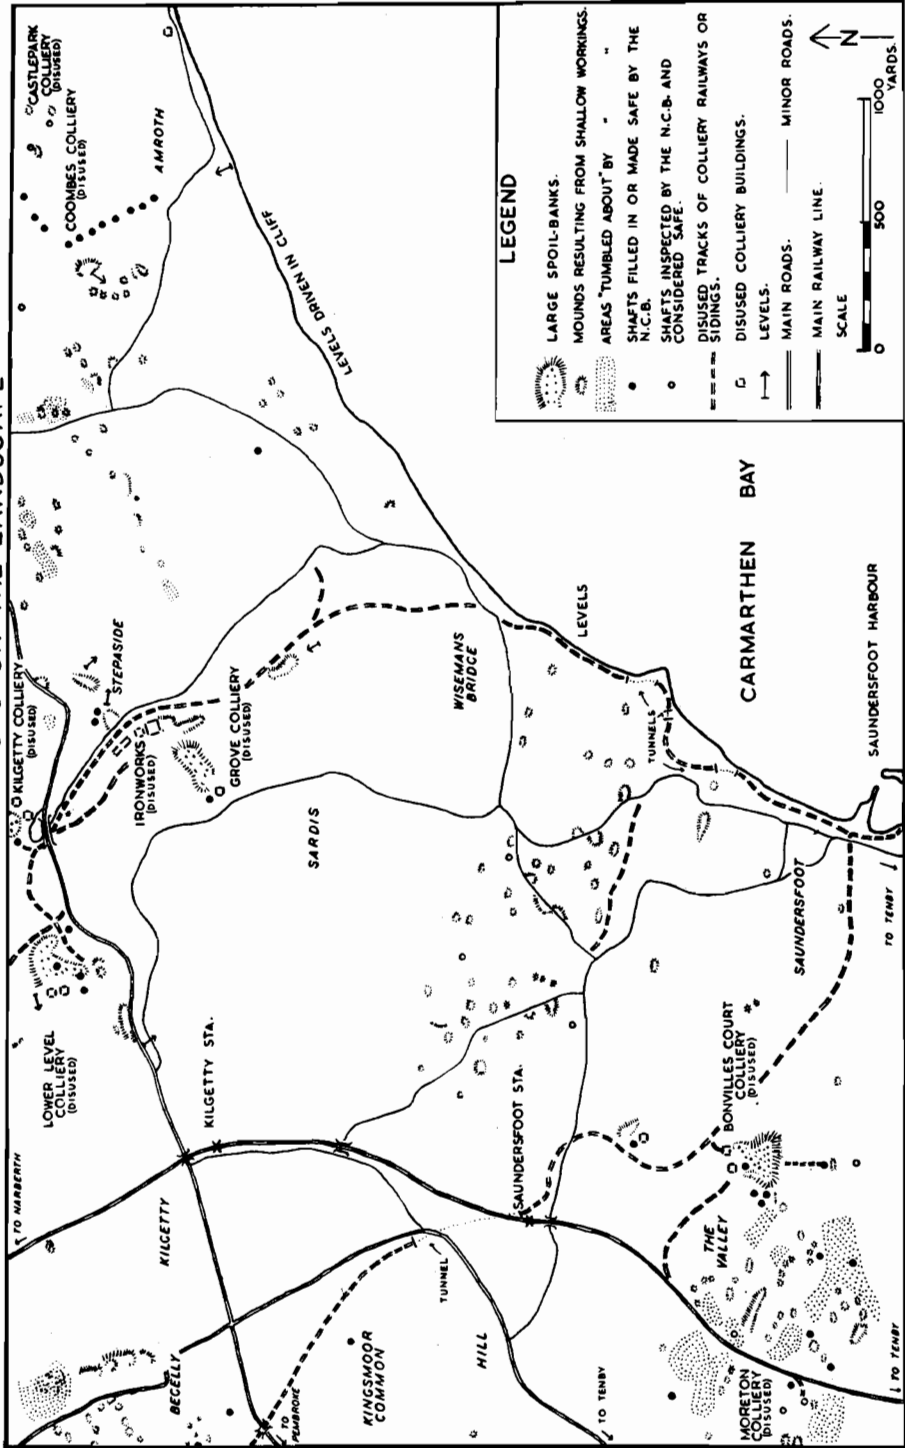 ON THE LANDSCAPE
CASTLEPARK
COLLIERY
(DISUSED)
COOMBES COLLIERY
(DISUSED)
AMROTH
LEVELS DRIVEN IN CLIFF
KILGETTY COLLIERY
(DISUSED)
STEPASIDE
IRONWORKS
(DISUSED)
GROVE COLLIERY
(DISUSED)
LOWER LEVEL
COLLIERY
(DISUSED)
TO NARBERTH
KILGETTY STA.
KILGETTY
BEGELLY
TO
PEMBROKE
KINGSMOOR
COMMON
TUNNEL
HILL
TO TENBY
SARDIS
WISEMANS
BRIDGE
LEVELS
TUNNELS
SAUNDERSFOOT STA.
SAUNDERSFOOT
SAUNDERSFOOT HARBOUR
TO TENBY
CARMARTHEN BAY
BONVILLES COURT
COLLIERY
(DISUSED)
THE
VALLEY
MORETON
COLLIERY
(DISUSED)
TO TENBY
LEGEND
LARGE SPOIL-BANKS.
MOUNDS RESULTING FROM SHALLOW WORKINGS.
AREAS "TUMBLED ABOUT" BY " "
SHAFTS FILLED IN OR MADE SAFE BY THE
N.C.B.
SHAFTS INSPECTED BY THE N.C.B. AND
CONSIDERED SAFE.
DISUSED TRACKS OF COLLIERY RAILWAYS OR
SIDINGS.
DISUSED COLLIERY BUILDINGS.
LEVELS.
MAIN ROADS. MINOR ROADS.
MAIN RAILWAY LINE.
SCALE
0 500 1000
YARDS.
N